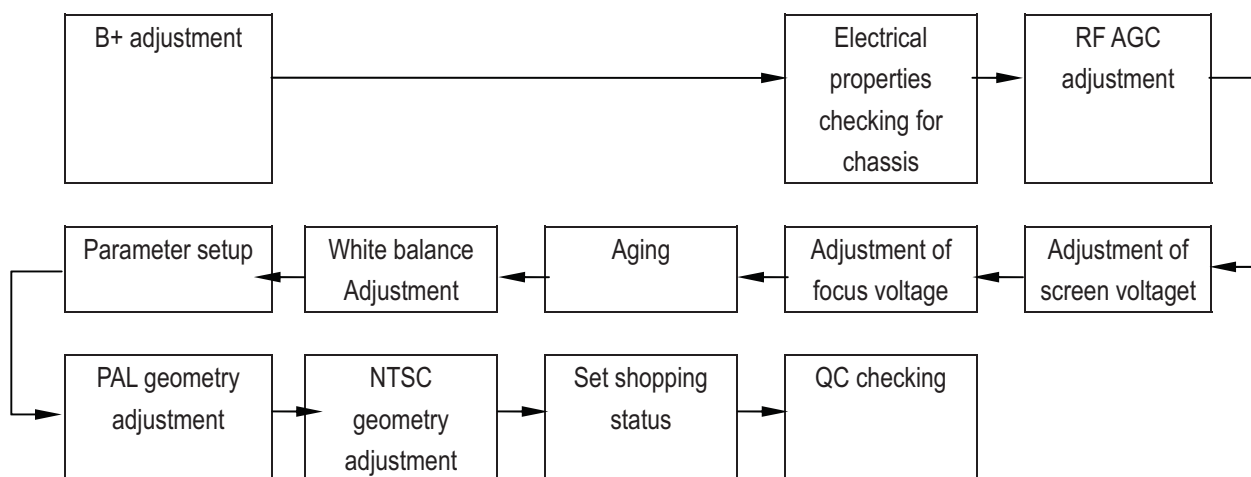 B+ adjustment
Electrical
properties
checking for
chassis
RF AGC
adjustment
Parameter setup
White balance
Adjustment
Aging
Adjustment of
focus voltage
Adjustment of
screen voltaget
PAL geometry
adjustment
NTSC
geometry
adjustment
Set shopping
status
QC checking